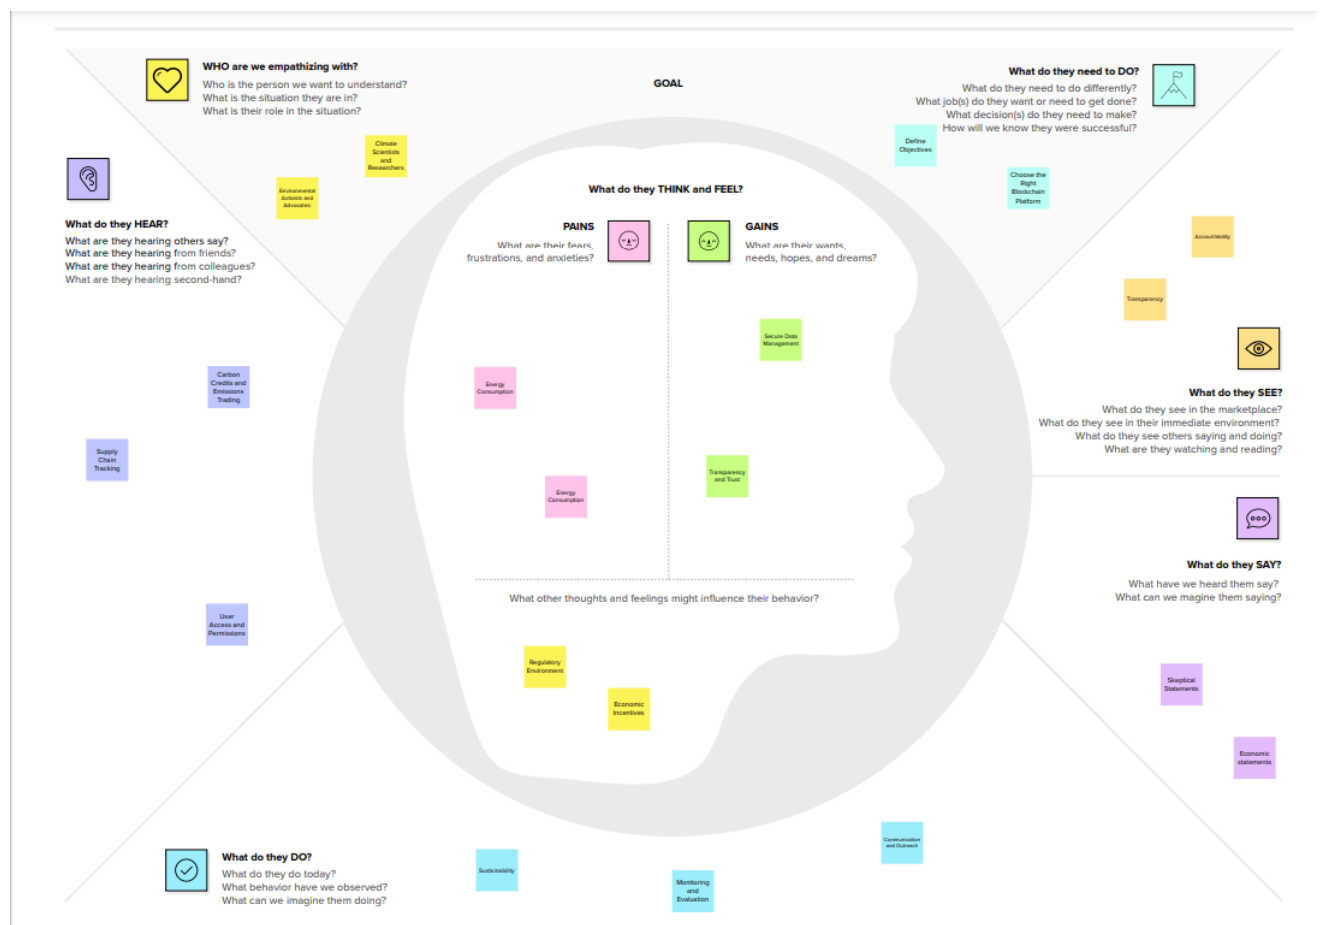 WHO are we empathizing with?
Who is the person we want to understand?
What is the situation they are in?
What is their role in the situation?
Climate
Scientists
and
Researchers
Environmental
Activists and
Advocates
GOAL
What do they need to DO?
What do they need to do differently?
What job(s) do they want or need to get done?
What decision(s) do they need to make?
How will we know they were successful?
Define
Objectives
Choose the
Right
Blockchain
Platform
What do they HEAR?
What are they hearing others say?
What are they hearing from friends?
What are they hearing from colleagues?
What are they hearing second-hand?
Carbon
Credits and
Emissions
Trading
Supply
Chain
Tracking
User
Access and
Permissions
What do they THINK and FEEL?
PAINS
What are their fears,
frustrations, and anxieties?
Energy
Consumption
Energy
Consumption
GAINS
What are their wants,
needs, hopes, and dreams?
Secure Data
Management
Transparency
and Trust
What other thoughts and feelings might influence their behavior?
Regulatory
Environment
Economic
Incentives
Accountability
Transparency
What do they SEE?
What do they see in the marketplace?
What do they see in their immediate environment?
What do they see others saying and doing?
What are they watching and reading?
What do they SAY?
What have we heard them say?
What can we magine them saying?
Skeptical
Statements
Economic
statements
What do they DO?
What do they do today?
What behavior have we observed?
What can we imagine them doing?
Sustainability
Monitoring
and
Evaluation
Communication
and Outreach